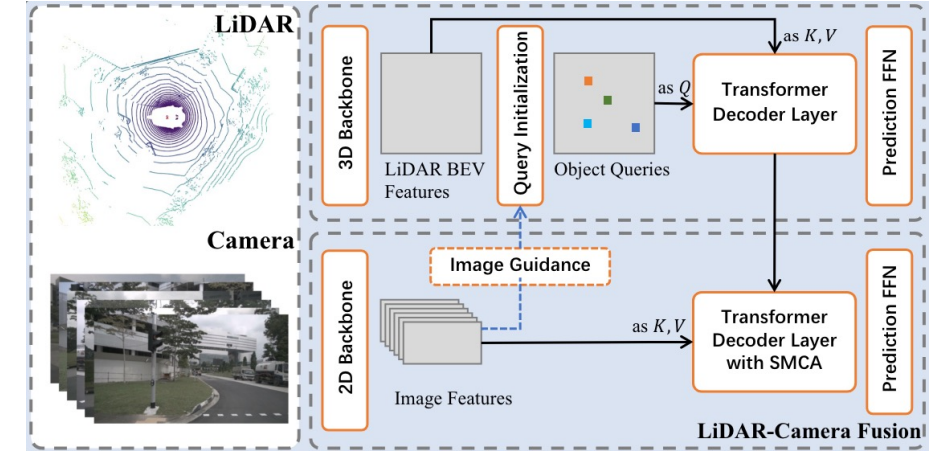 LiDAR
Camera
3D Backbone
LiDAR BEV
Features
Query Initialization
Object Queries
as Q
as K, V
Transformer
Decoder Layer
Prediction FFN
Image Guidance
2D Backbone
Image Features
as K, V
Transformer
Decoder Layer
with SMCA
Prediction FFN
LiDAR-Camera Fusion